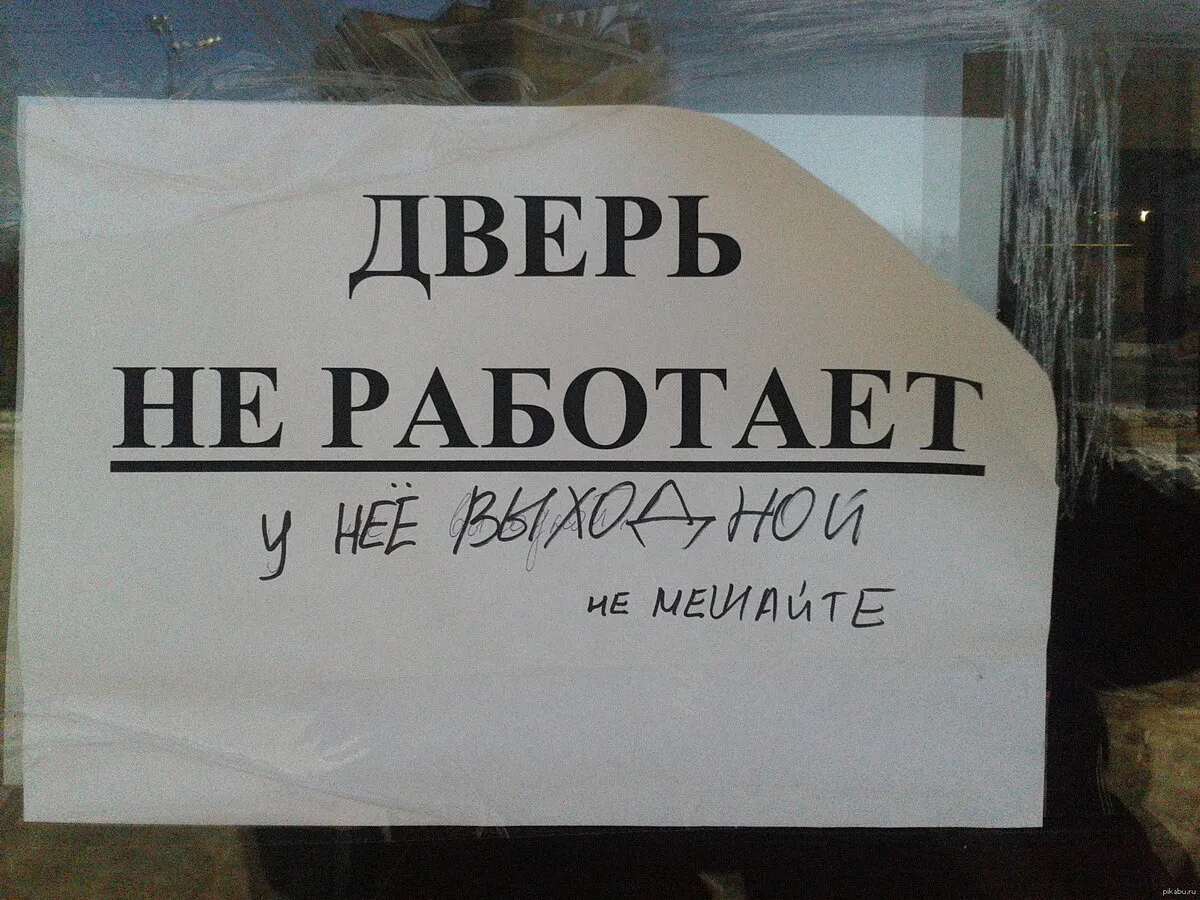 ДВЕРЬ
НЕ РАБОТАЕТ
У НЕЁ ВЫХОДНОЙ
НЕ МЕШАЙТЕ
pikabu.ru